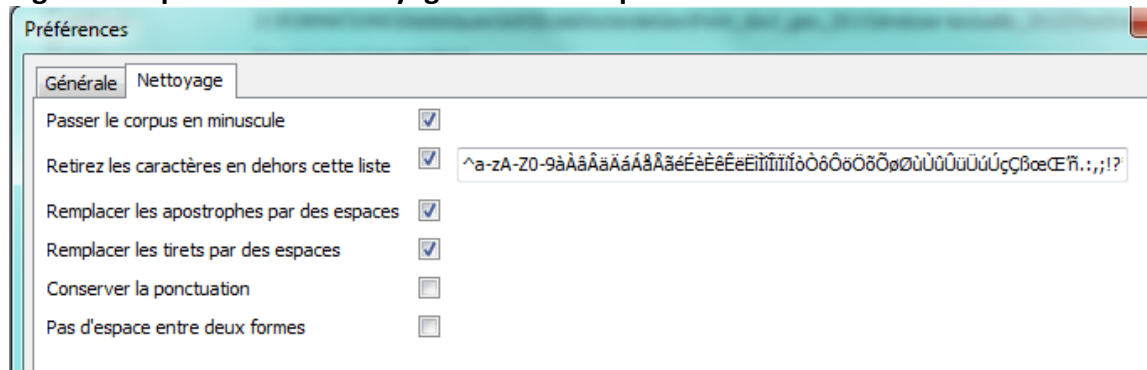 Préférences
Générale Nettoyage
Passer le corpus en minuscule
Retirez les caractères en dehors cette liste ^a-zA-Z0-9àÀâÂäÄáÁåÅãéÉèÈêÊëËìÌîÎïÏíÍòÒôÔöÖõÕøØùÙûÛüÜúÚçÇßœŒ'ñ.:,;!?
Remplacer les apostrophes par des espaces
Remplacer les tirets par des espaces
Conserver la ponctuation
Pas d'espace entre deux formes